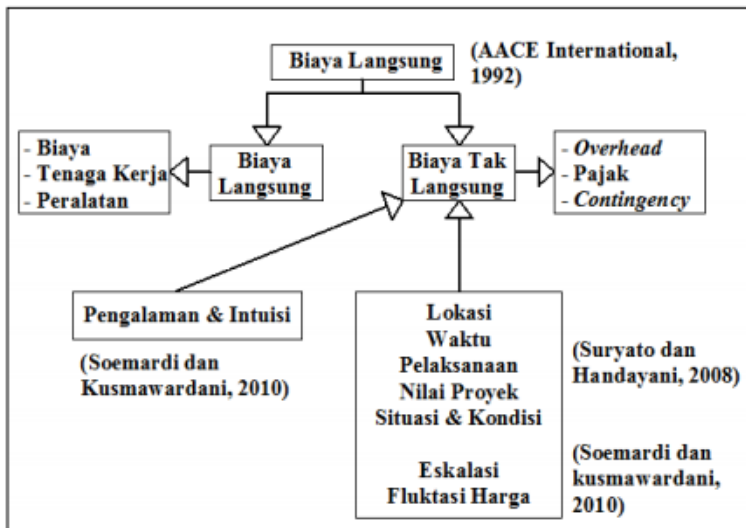 Biaya Langsung
(AACE International,
1992)
- Biaya
- Tenaga Kerja
- Peralatan
Biaya
Langsung
Biaya Tak
Langsung
- Overhead
- Pajak
- Contingency
Pengalaman & Intuisi
(Soemardi dan
Kusmawardani, 2010)
Lokasi
Waktu
Pelaksanaan
Nilai Proyek
Situasi & Kondisi
Eskalasi
Fluktasi Harga
(Suryato dan
Handayani, 2008)
(Soemardi dan
kusmawardani,
2010)